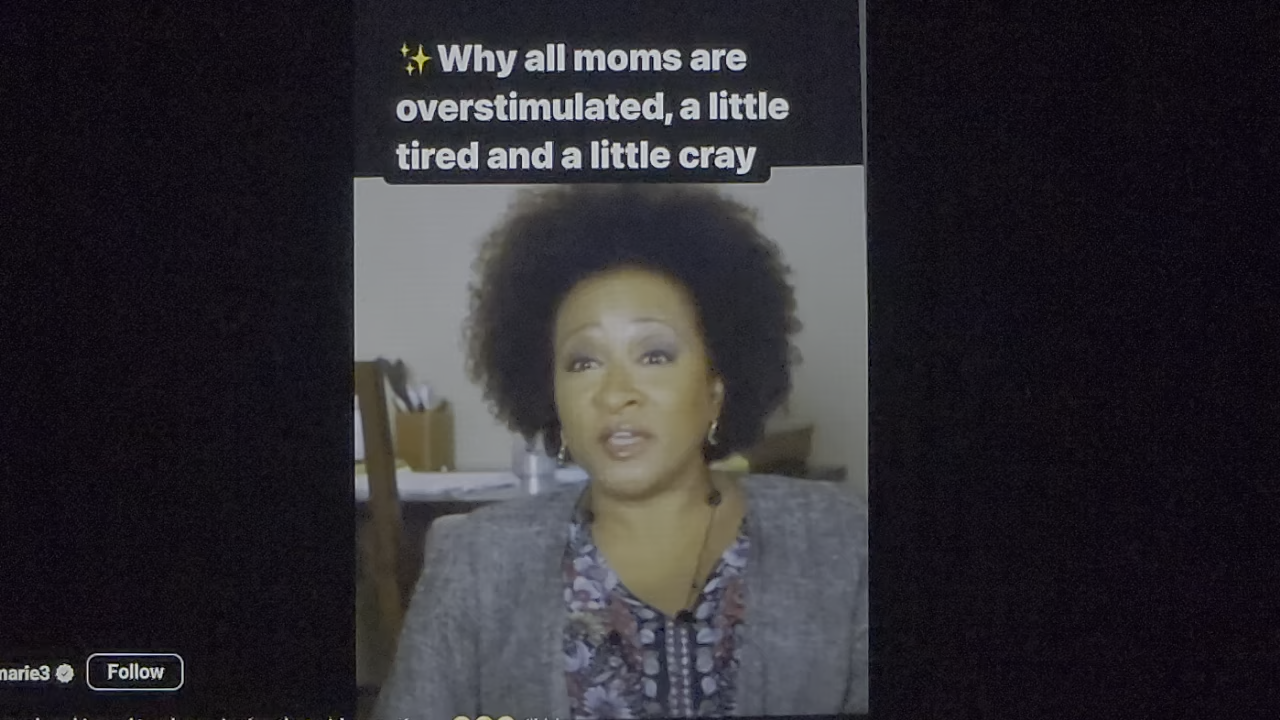 ✨Why all moms are
overstimulated, a little
tired and a little cray
marie3 Follow